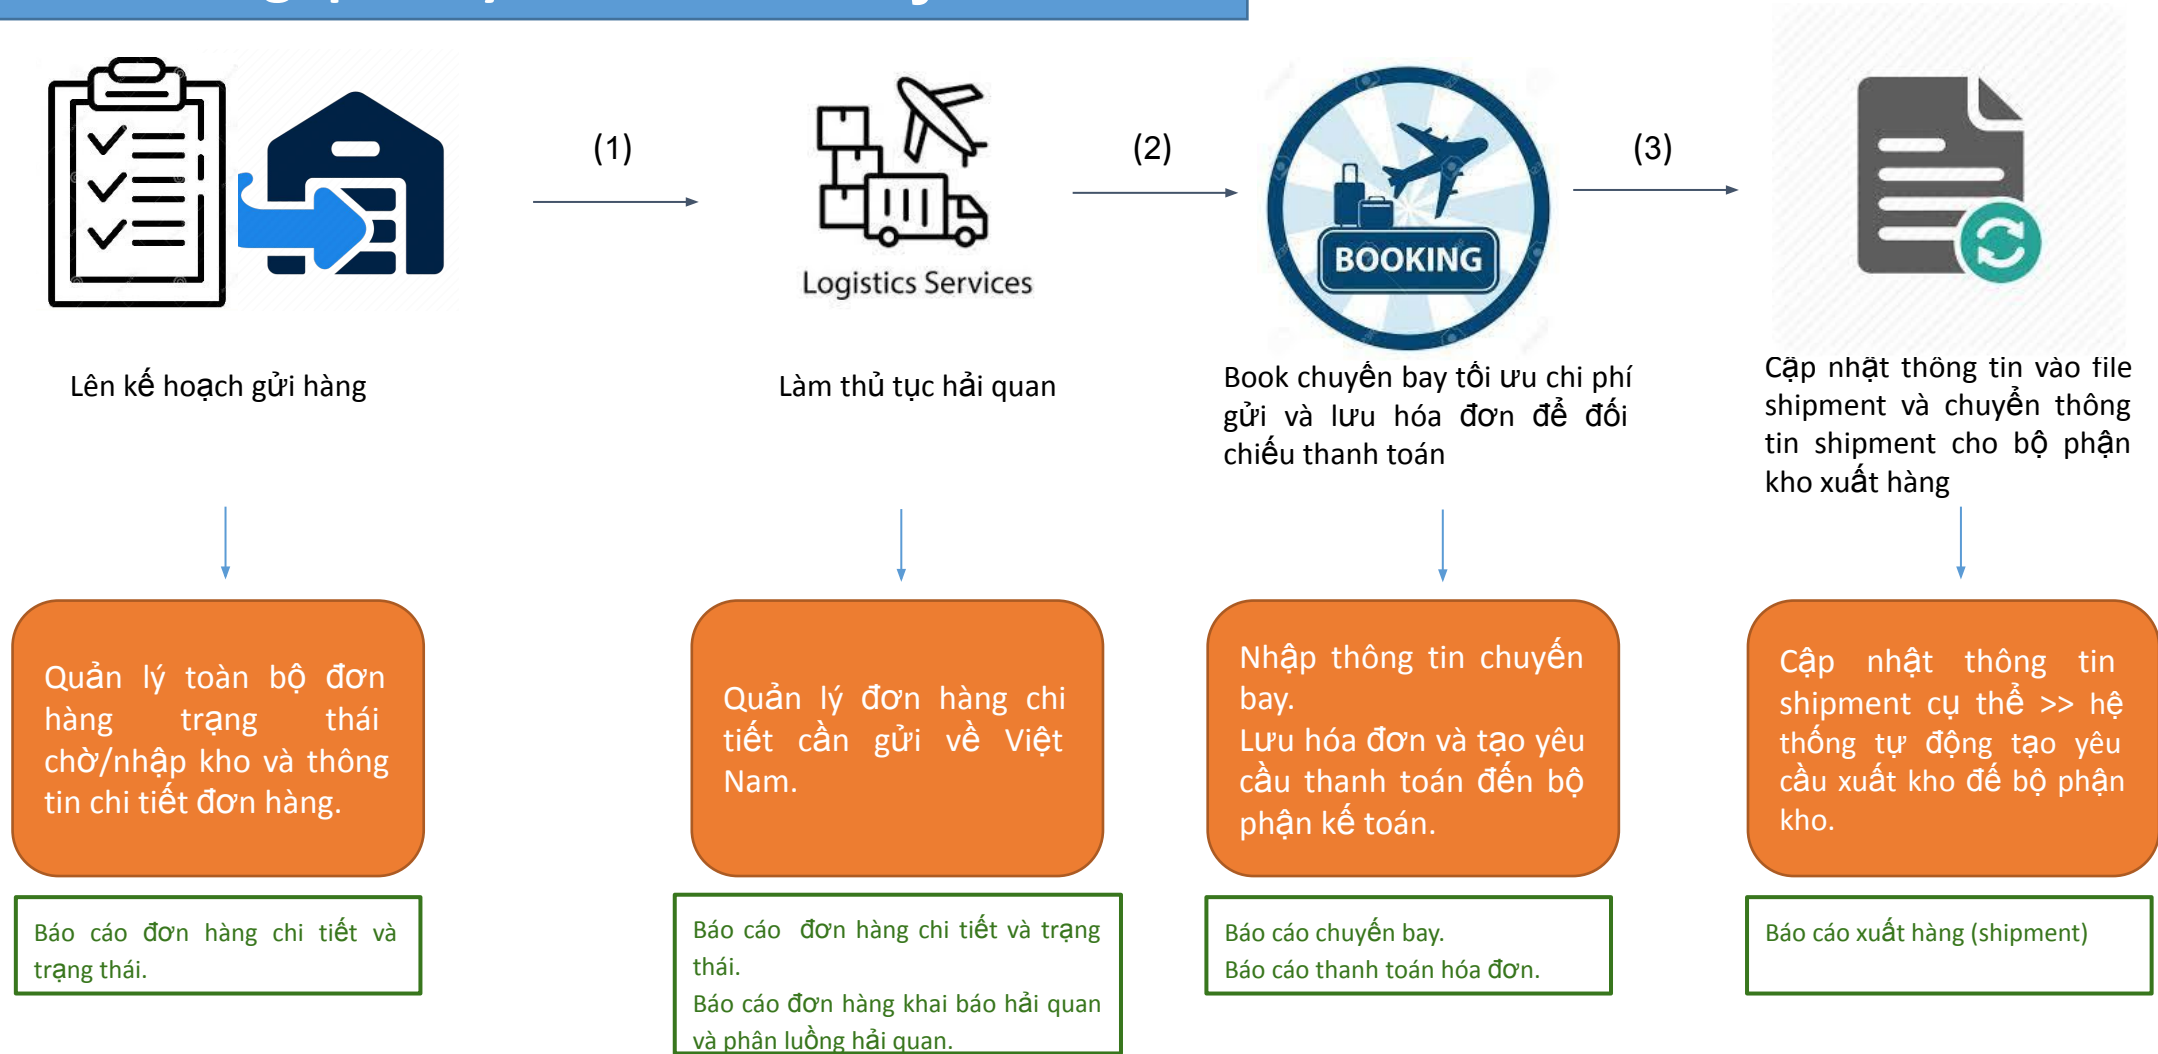 (1)
(2)
(3)
Logistics Services
BOOKING
Lên kế hoạch gửi hàng
Làm thủ tục hải quan
Book chuyến bay tối ưu chi phí
gửi và lưu hóa đơn để đối
chiếu thanh toán
Cập nhật thông tin vào file
shipment và chuyển thông
tin shipment cho bộ phận
kho xuất hàng
Quản lý toàn bộ đơn
hàng trạng thái
chờ/nhập kho và thông
tin chi tiết đơn hàng.
Quản lý đơn hàng chi
tiết cần gửi về Việt
Nam.
Nhập thông tin chuyến
bay.
Lưu hóa đơn và tạo yêu
cầu thanh toán đến bộ
phận kế toán.
Cập nhật thông tin
shipment cụ thể >> hệ
thống tự động tạo yêu
cầu xuất kho đế bộ phận
kho.
Báo cáo đơn hàng chi tiết và
trạng thái.
Báo cáo đơn hàng chi tiết và trạng
thái.
Báo cáo đơn hàng khai báo hải quan
và phân luồng hải quan.
Báo cáo chuyến bay.
Báo cáo thanh toán hóa đơn.
Báo cáo xuất hàng (shipment)